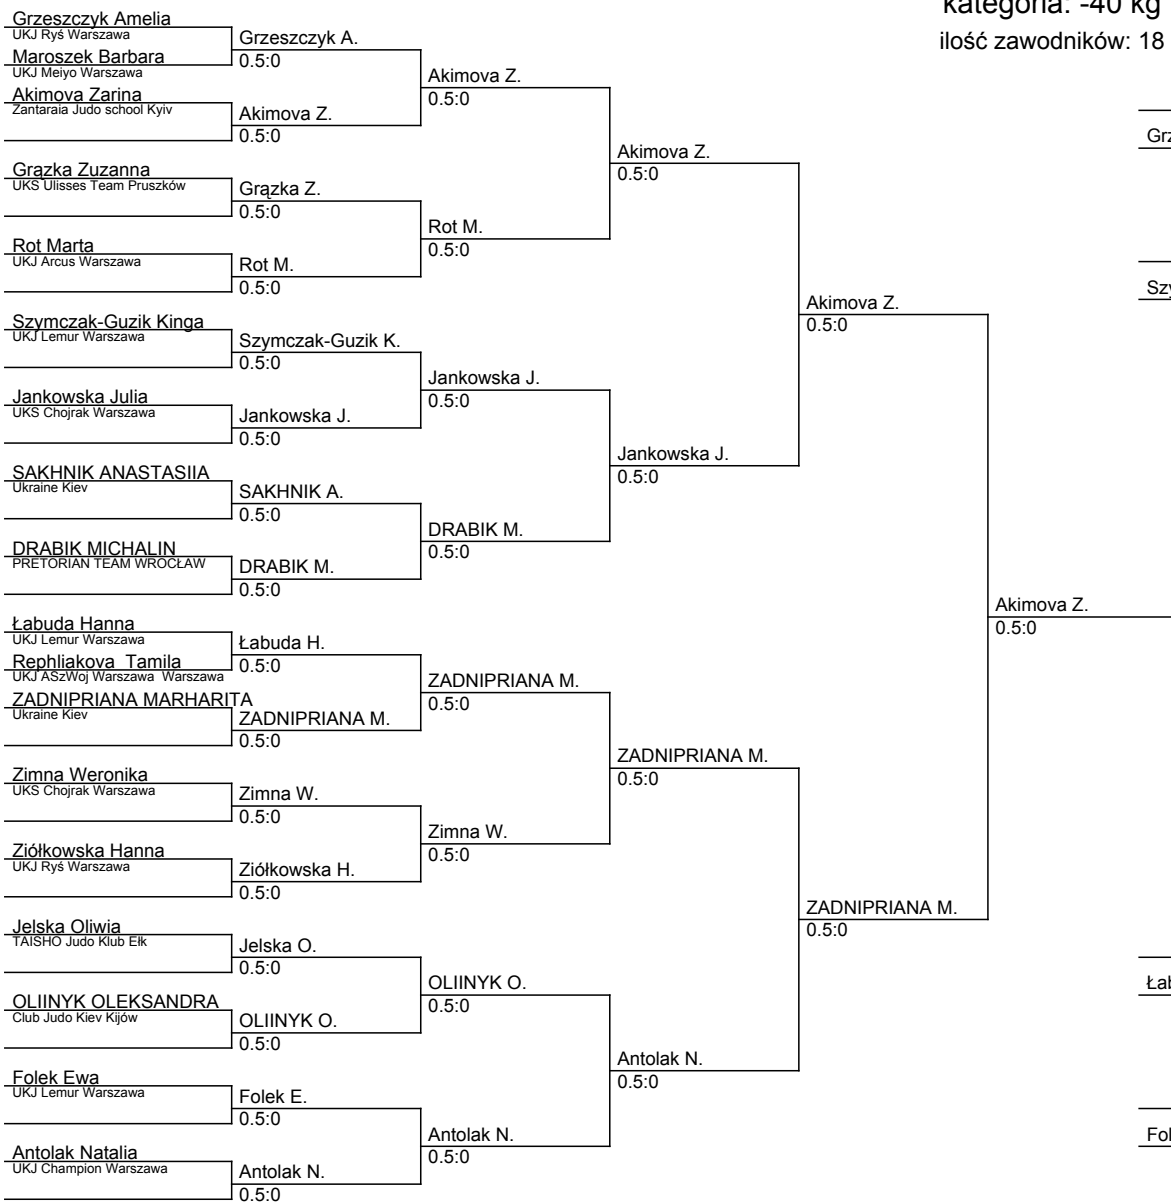 kategoria: -40 kg
ilość zawodników: 18
Grzeszczyk Amelia
UKJ Ryś Warszawa
Maroszek Barbara
UKJ Meiyo Warszawa
Akimova Zarina
Zantaraia Judo school Kyiv
Grązka Zuzanna
UKS Ulisses Team Pruszków
Rot Marta
UKJ Arcus Warszawa
Szymczak-Guzik Kinga
UKJ Lemur Warszawa
Jankowska Julia
UKS Chojrak Warszawa
SAKHNIK ANASTASIIA
Ukraine Kiev
DRABIK MICHALIN
PRETORIAN TEAM WROCŁAW
Łabuda Hanna
UKJ Lemur Warszawa
Rephliakova Tamila
UKJ ASzWoj Warszawa Warszawa
ZADNIPRIANA MARHARITA
Ukraine Kiev
Zimna Weronika
UKS Chojrak Warszawa
Ziółkowska Hanna
UKJ Ryś Warszawa
Jelska Oliwia
TAISHO Judo Klub Ełk
OLIINYK OLEKSANDRA
Club Judo Kiev Kijów
Folek Ewa
UKJ Lemur Warszawa
Antolak Natalia
UKJ Champion Warszawa
Grzeszczyk A.
0.5:0
Akimova Z.
0.5:0
Grązka Z.
0.5:0
Rot M.
0.5:0
Szymczak-Guzik K.
0.5:0
Jankowska J.
0.5:0
SAKHNIK A.
0.5:0
DRABIK M.
0.5:0
Łabuda H.
0.5:0
ZADNIPRIANA M.
0.5:0
Zimna W.
0.5:0
Ziółkowska H.
0.5:0
Jelska O.
0.5:0
OLIINYK O.
0.5:0
Folek E.
0.5:0
Antolak N.
0.5:0
Akimova Z.
0.5:0
Rot M.
0.5:0
Jankowska J.
0.5:0
DRABIK M.
0.5:0
ZADNIPRIANA M.
0.5:0
Zimna W.
0.5:0
OLIINYK O.
0.5:0
Antolak N.
0.5:0
Akimova Z.
0.5:0
Jankowska J.
0.5:0
ZADNIPRIANA M.
0.5:0
Antolak N.
0.5:0
Akimova Z.
0.5:0
ZADNIPRIANA M.
0.5:0
Akimova Z.
0.5:0